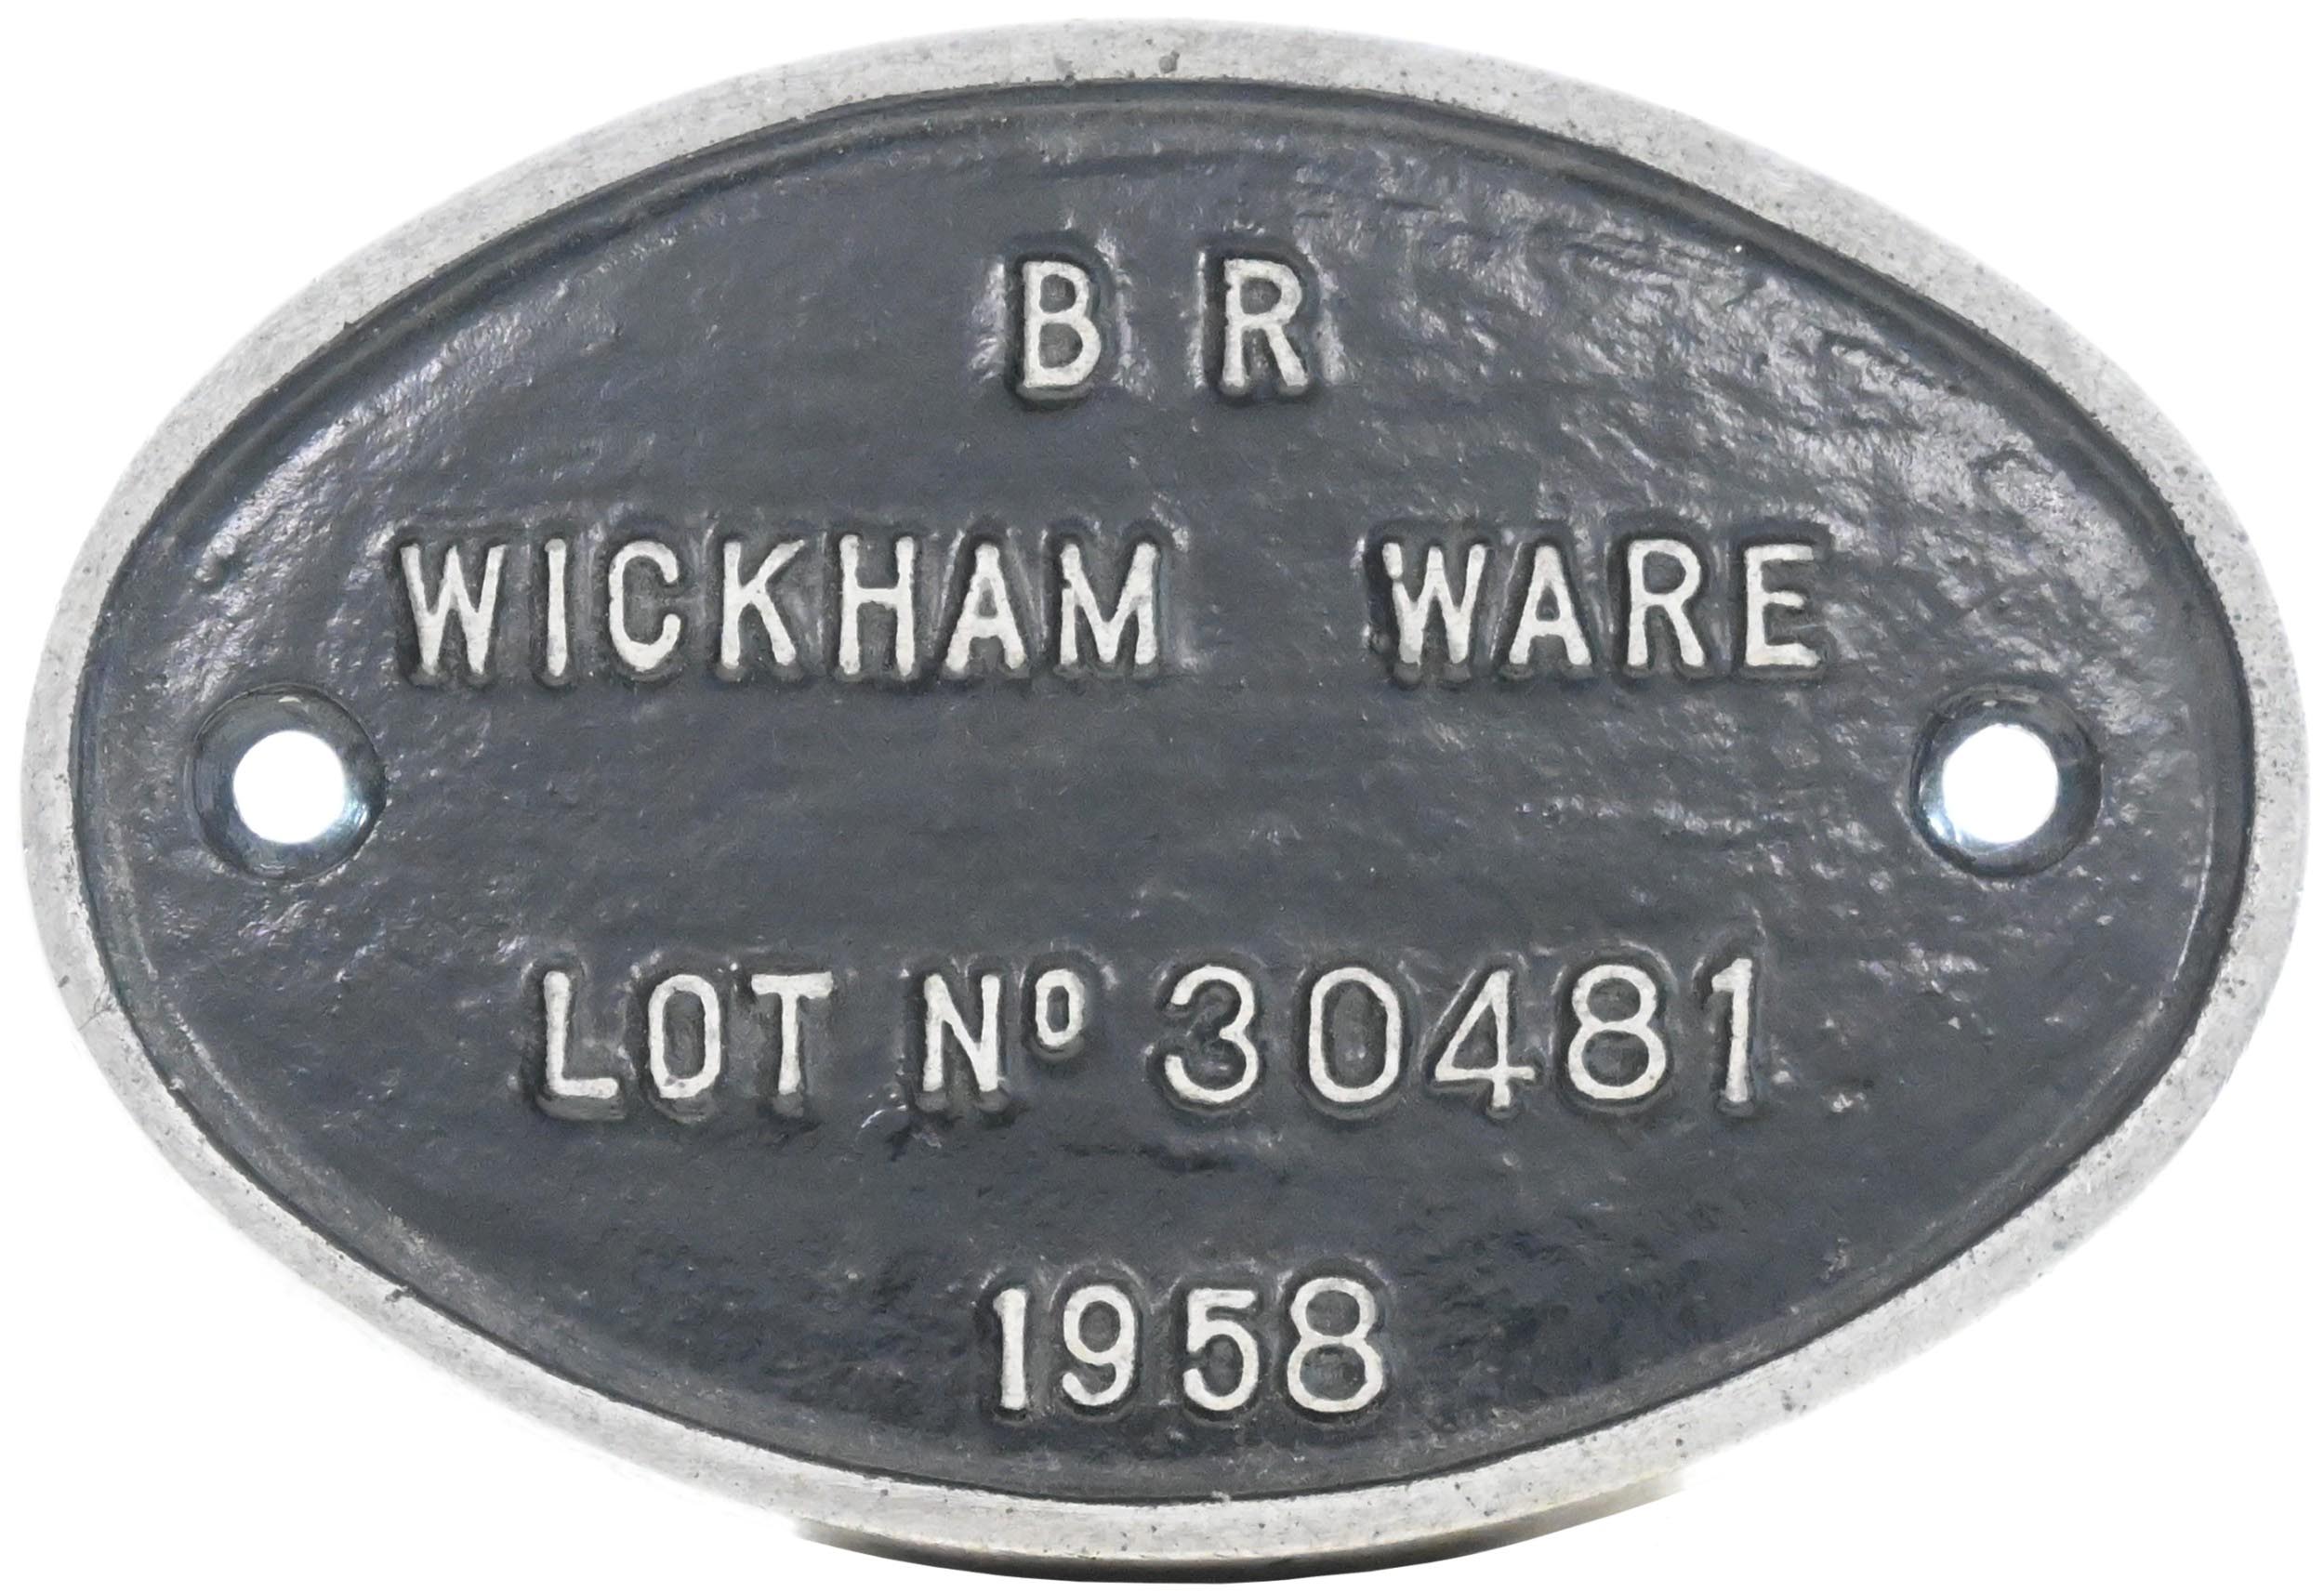 B R
WICKHAM WARE
LOT Nº 30481
1958